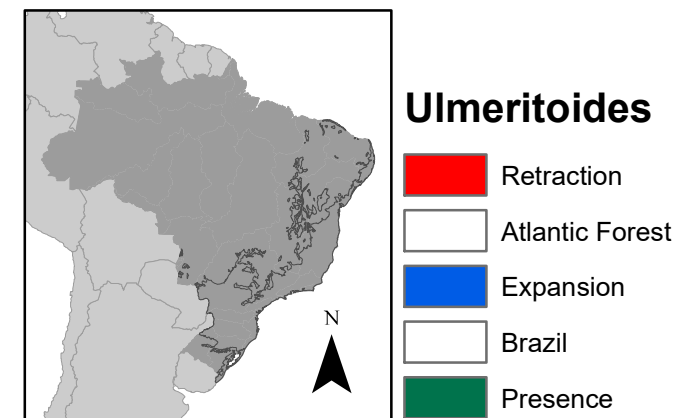 Ulmeritoides
Retraction
Atlantic Forest
Expansion
Brazil
Presence
N